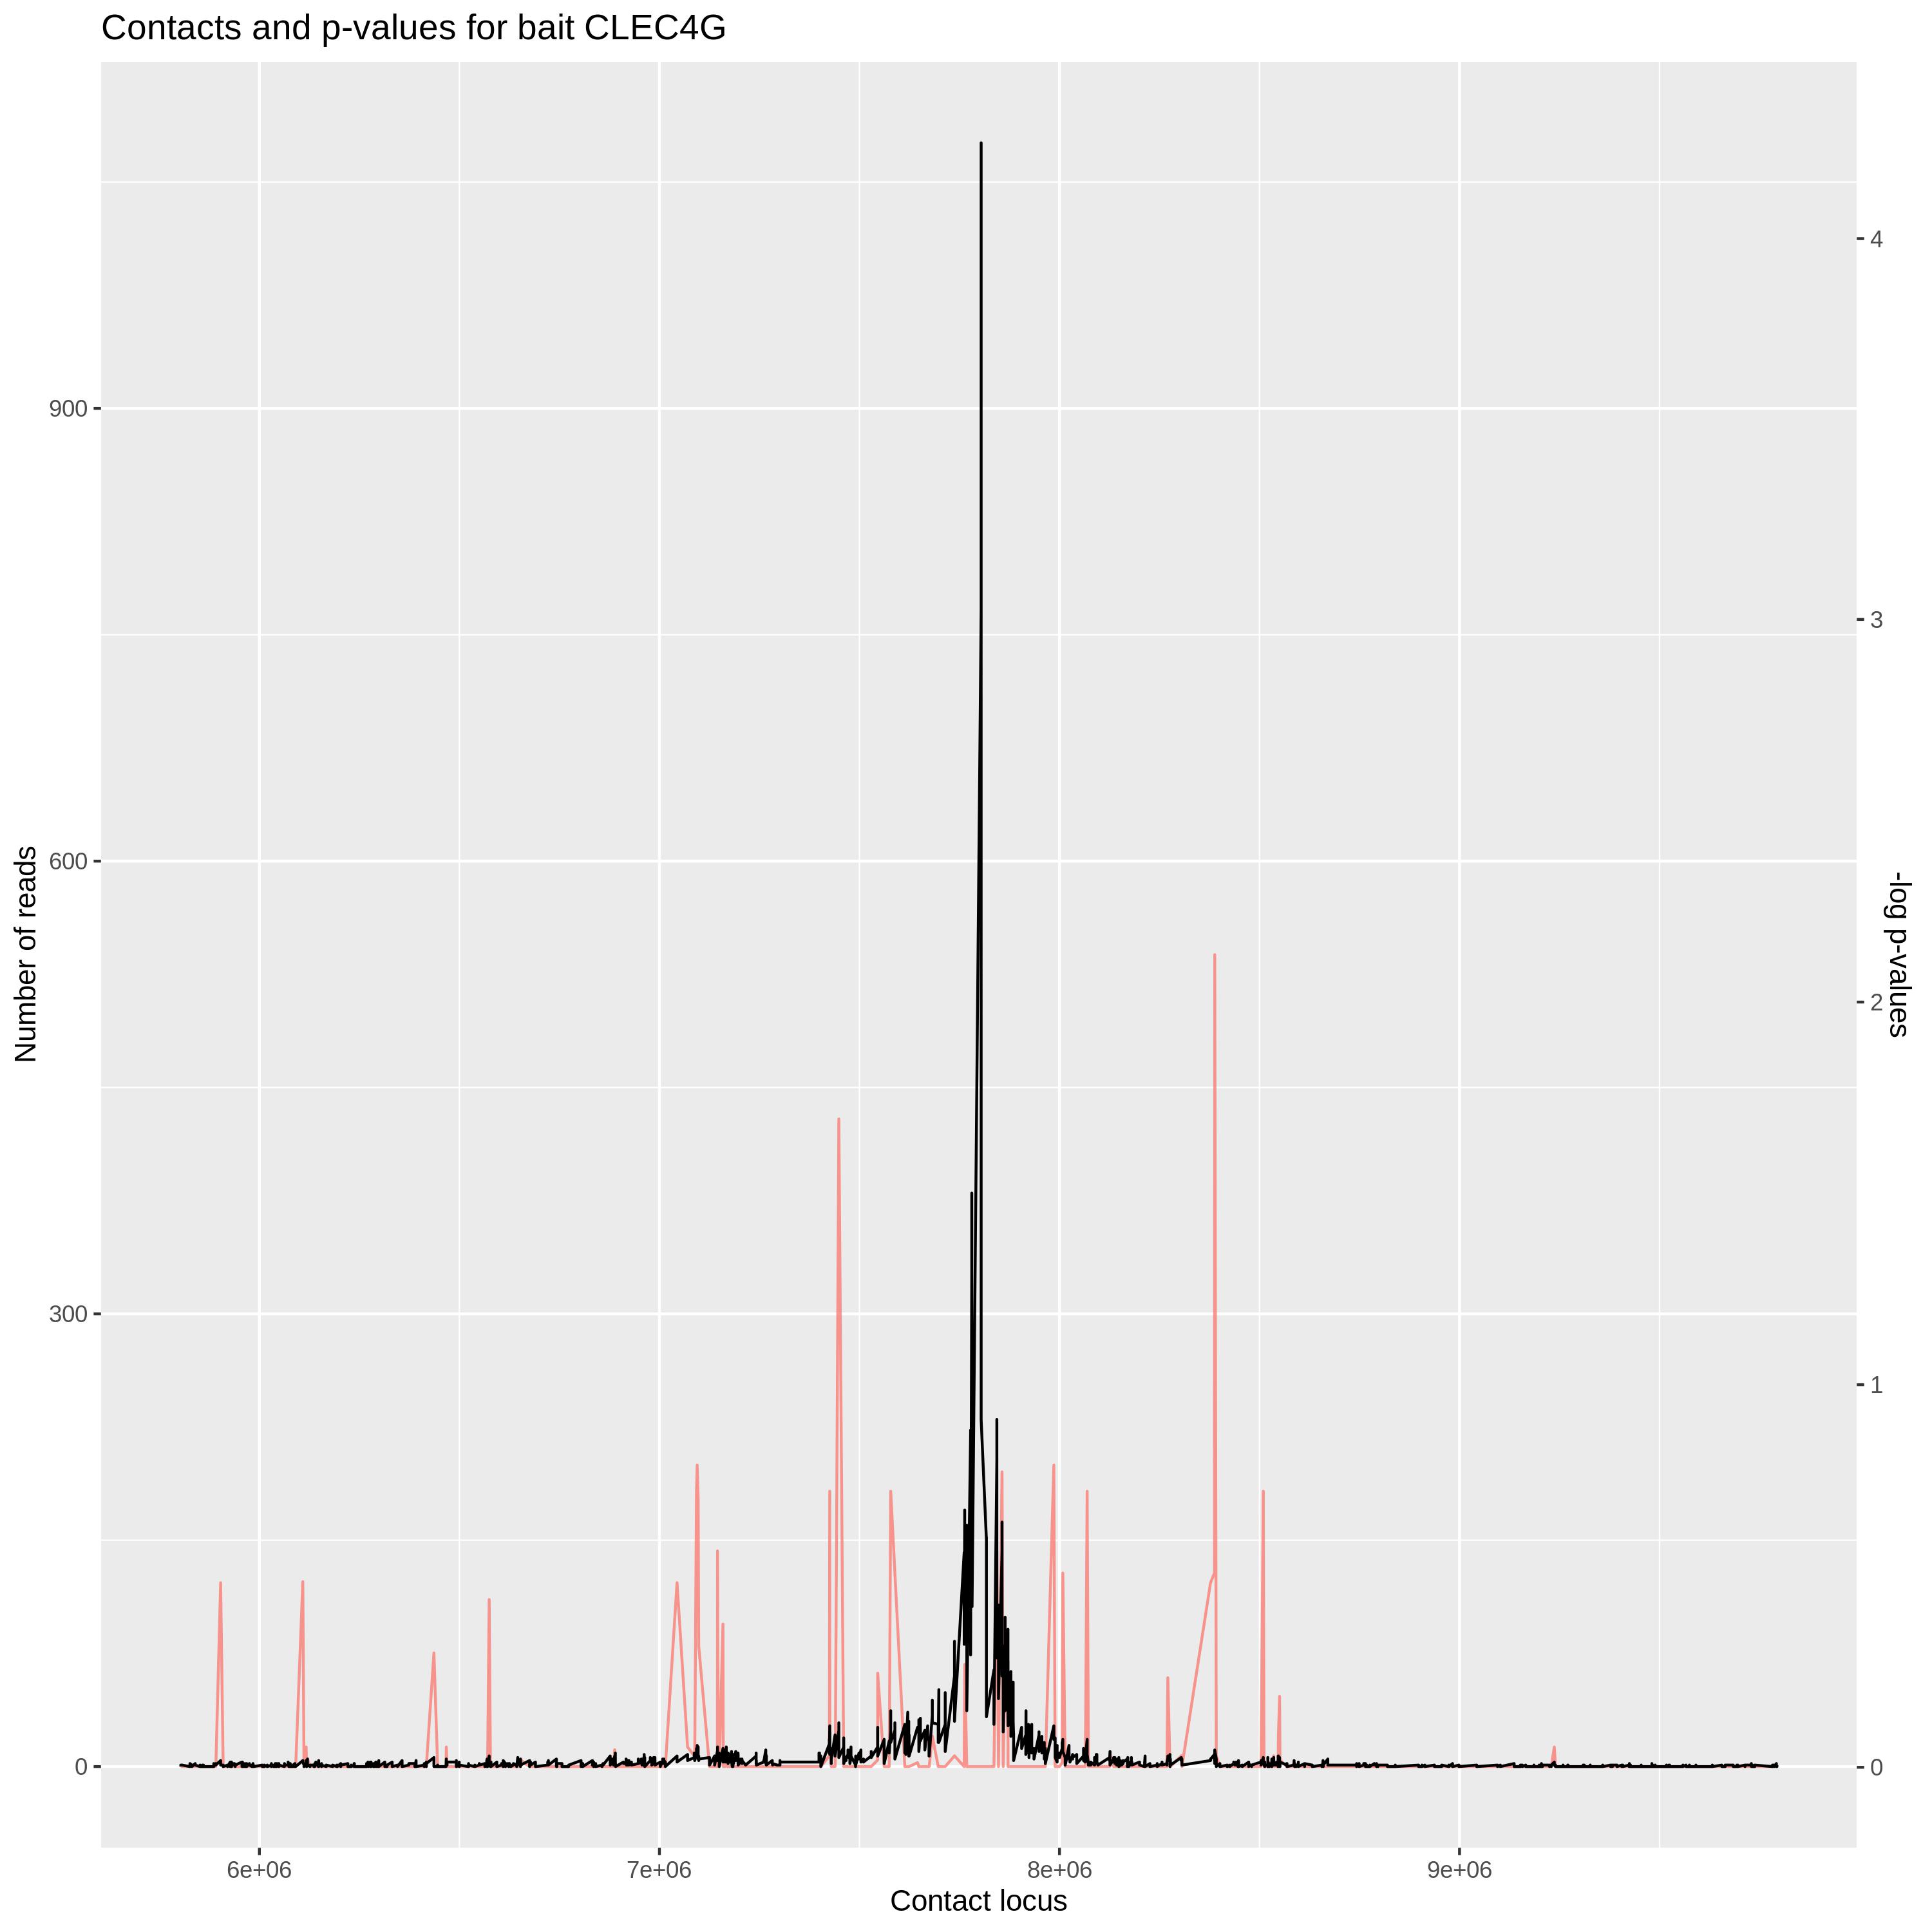 Contacts and p-values for bait CLEC4G
900
600
300
0
Number of reads
4
3
2
1
0
-log p-values
6e+06
7e+06
8e+06
9e+06
Contact locus